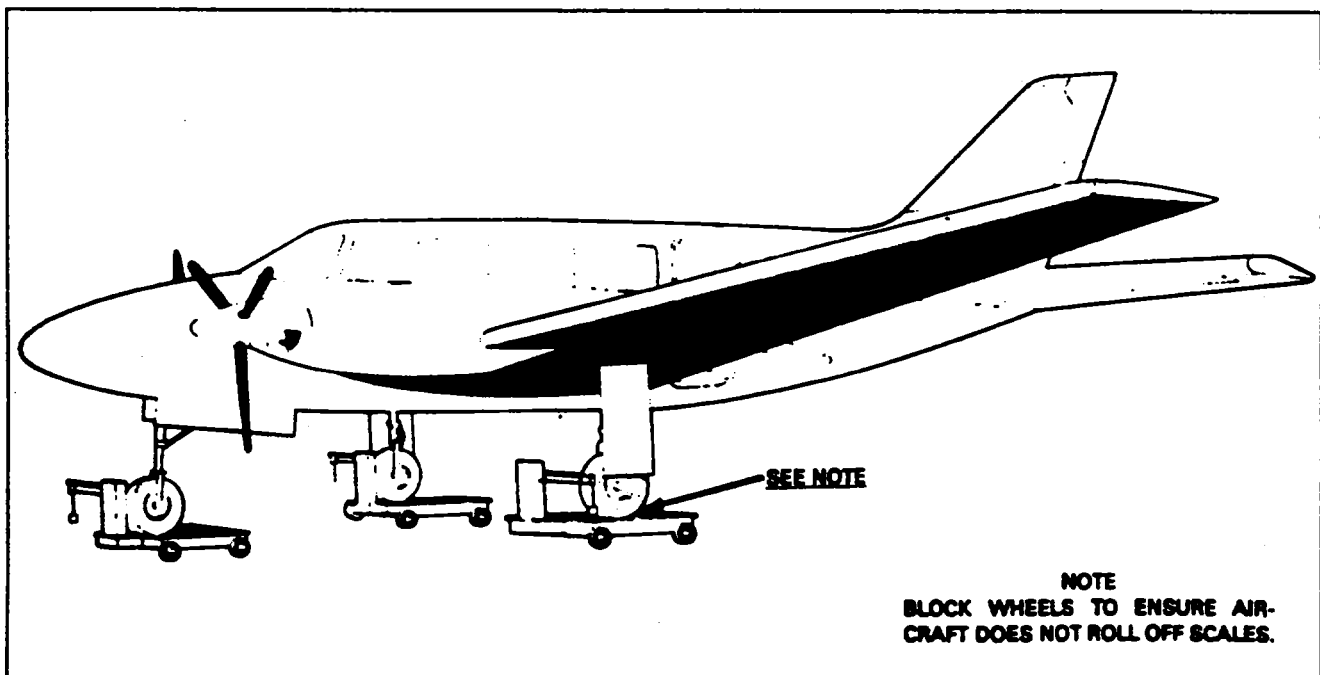 SEE NOTE
NOTE
BLOCK WHEELS TO ENSURE AIR-
CRAFT DOES NOT ROLL OFF SCALES.